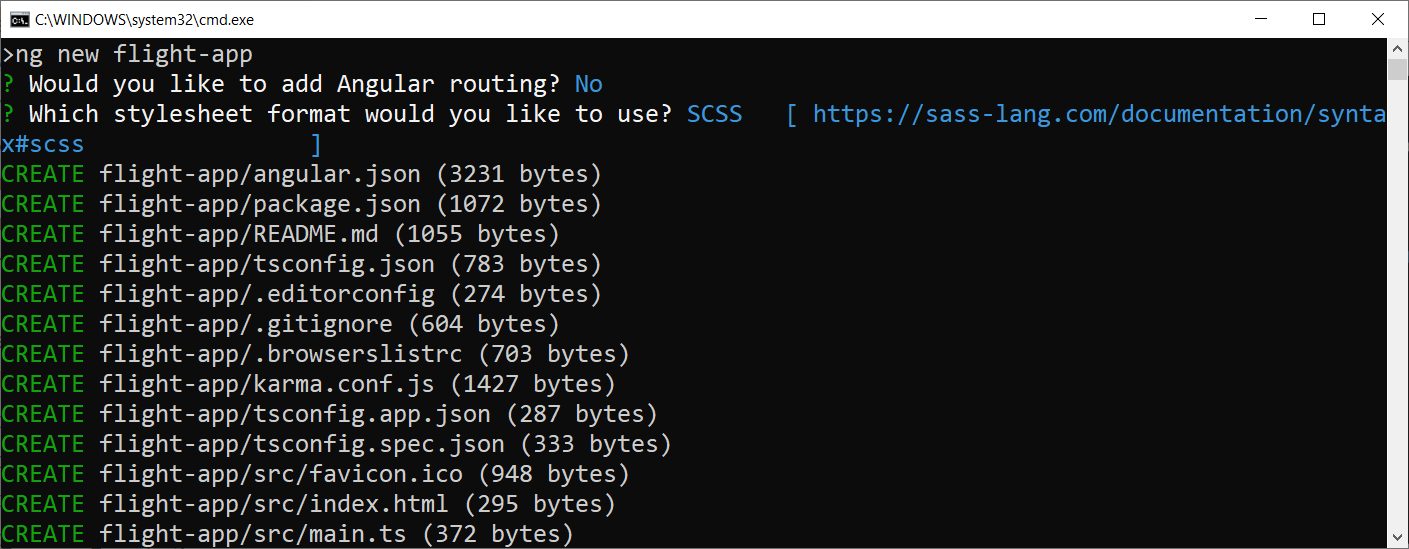 C:\WINDOWS\system32\cmd.exe
>ng new flight-app
? Would you like to add Angular routing? No
? Which stylesheet format would you like to use? SCSS   [ https://sass-lang.com/documentation/synta
x#scss                ]
CREATE flight-app/angular.json (3231 bytes)
CREATE flight-app/package.json (1072 bytes)
CREATE flight-app/README.md (1055 bytes)
CREATE flight-app/tsconfig.json (783 bytes)
CREATE flight-app/.editorconfig (274 bytes)
CREATE flight-app/.gitignore (604 bytes)
CREATE flight-app/.browserslistrc (703 bytes)
CREATE flight-app/karma.conf.js (1427 bytes)
CREATE flight-app/tsconfig.app.json (287 bytes)
CREATE flight-app/tsconfig.spec.json (333 bytes)
CREATE flight-app/src/favicon.ico (948 bytes)
CREATE flight-app/src/index.html (295 bytes)
CREATE flight-app/src/main.ts (372 bytes)